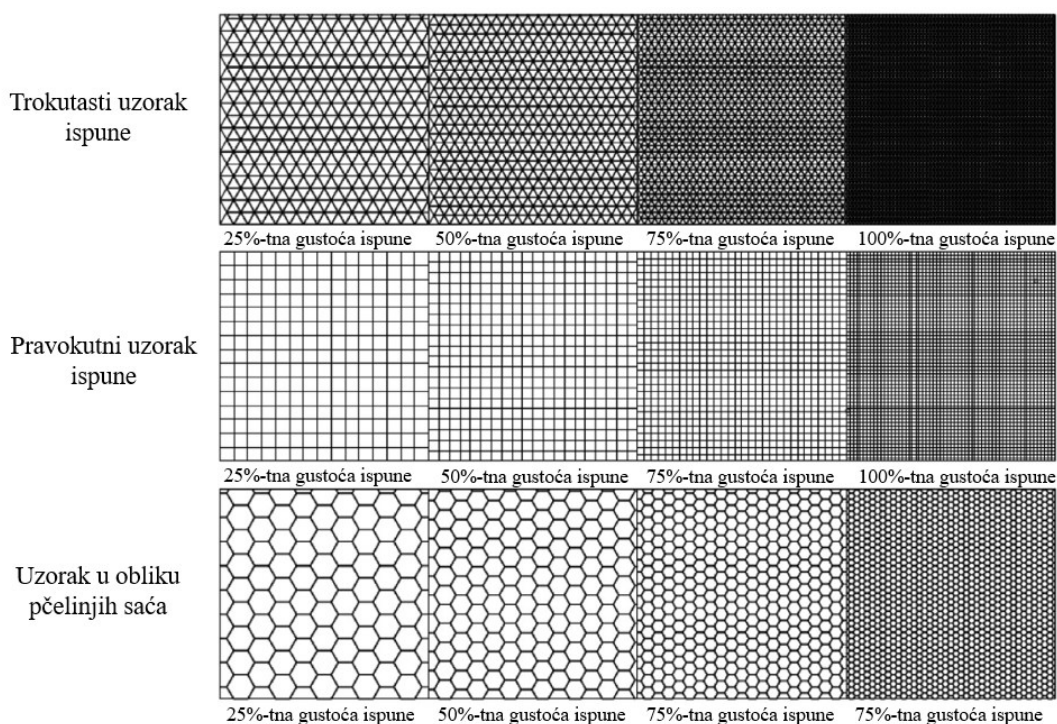 Trokutasti uzorak
ispune
25%-tna gustoća ispune
50%-tna gustoća ispune
75%-tna gustoća ispune
100%-tna gustoća ispune
Pravokutni uzorak
ispune
25%-tna gustoća ispune
50%-tna gustoća ispune
75%-tna gustoća ispune
100%-tna gustoća ispune
Uzorak u obliku
pčelinjih saća
25%-tna gustoća ispune
50%-tna gustoća ispune
75%-tna gustoća ispune
75%-tna gustoća ispune